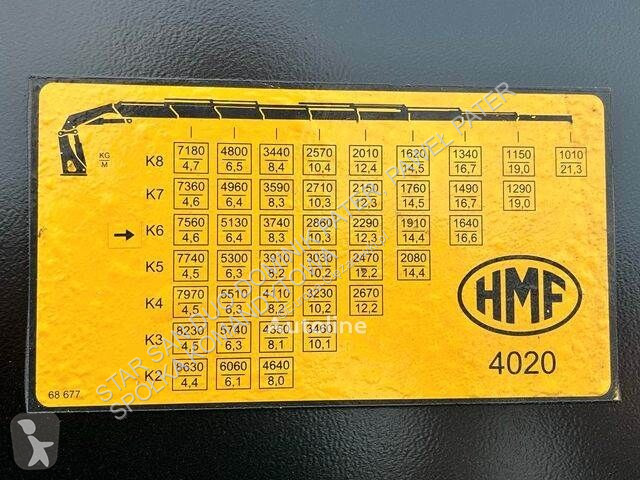 KG
M
K8 7180 4800 3440 2570 2010 1620 1340 1150 1010
4,7 6,5 8,4 10,4 12,4 14,5 16,7 19,0 21,3
K7 7360 4960 3590 2710 2150 1760 1490 1290
4,6 6,4 8,3 10,4 12,3 14,5 16,7 19,0
K6 7560 5130 3740 2860 2290 1910 1640
4,6 6,4 8,3 10,3 12,3 14,4 16,6
K5 7740 5300 3910 3030 2470 2080
4,5 6,3 8,2 10,2 12,2 14,4
K4 7970 5510 4110 3230 2670
4,5 6,3 8,2 10,2 12,2
K3 8230 5740 4350 3460
4,5 6,3 8,1 10,1
K2 8630 6060 4640
4,4 6,1 8,0
HMF
4020
68 677
autoline